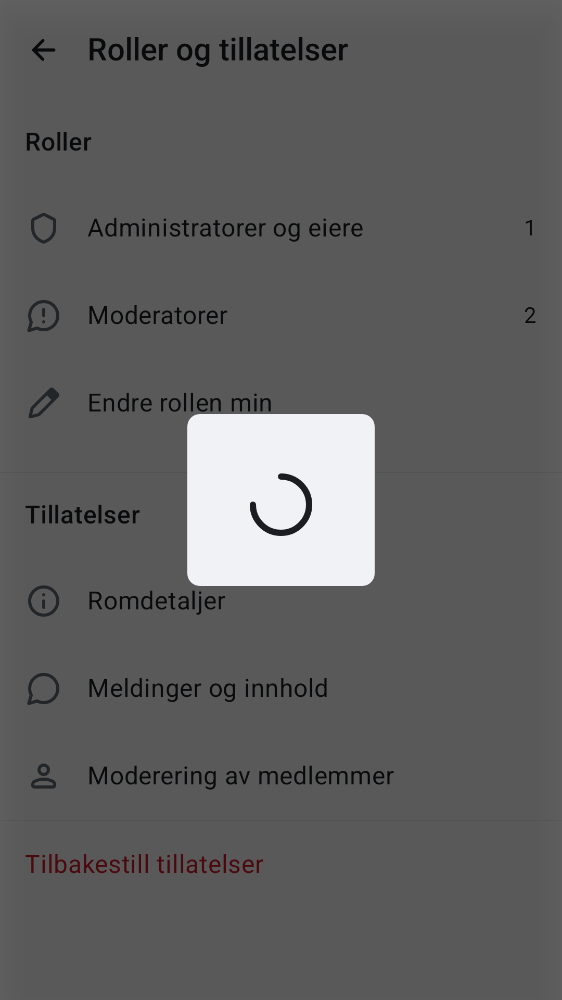 Roller og tillatelser
Roller
Administratorer og eiere 1
Moderatorer 2
Endre rollen min
Tillatelser
Romdetaljer
Meldinger og innhold
Moderering av medlemmer
Tilbakestill tillatelser